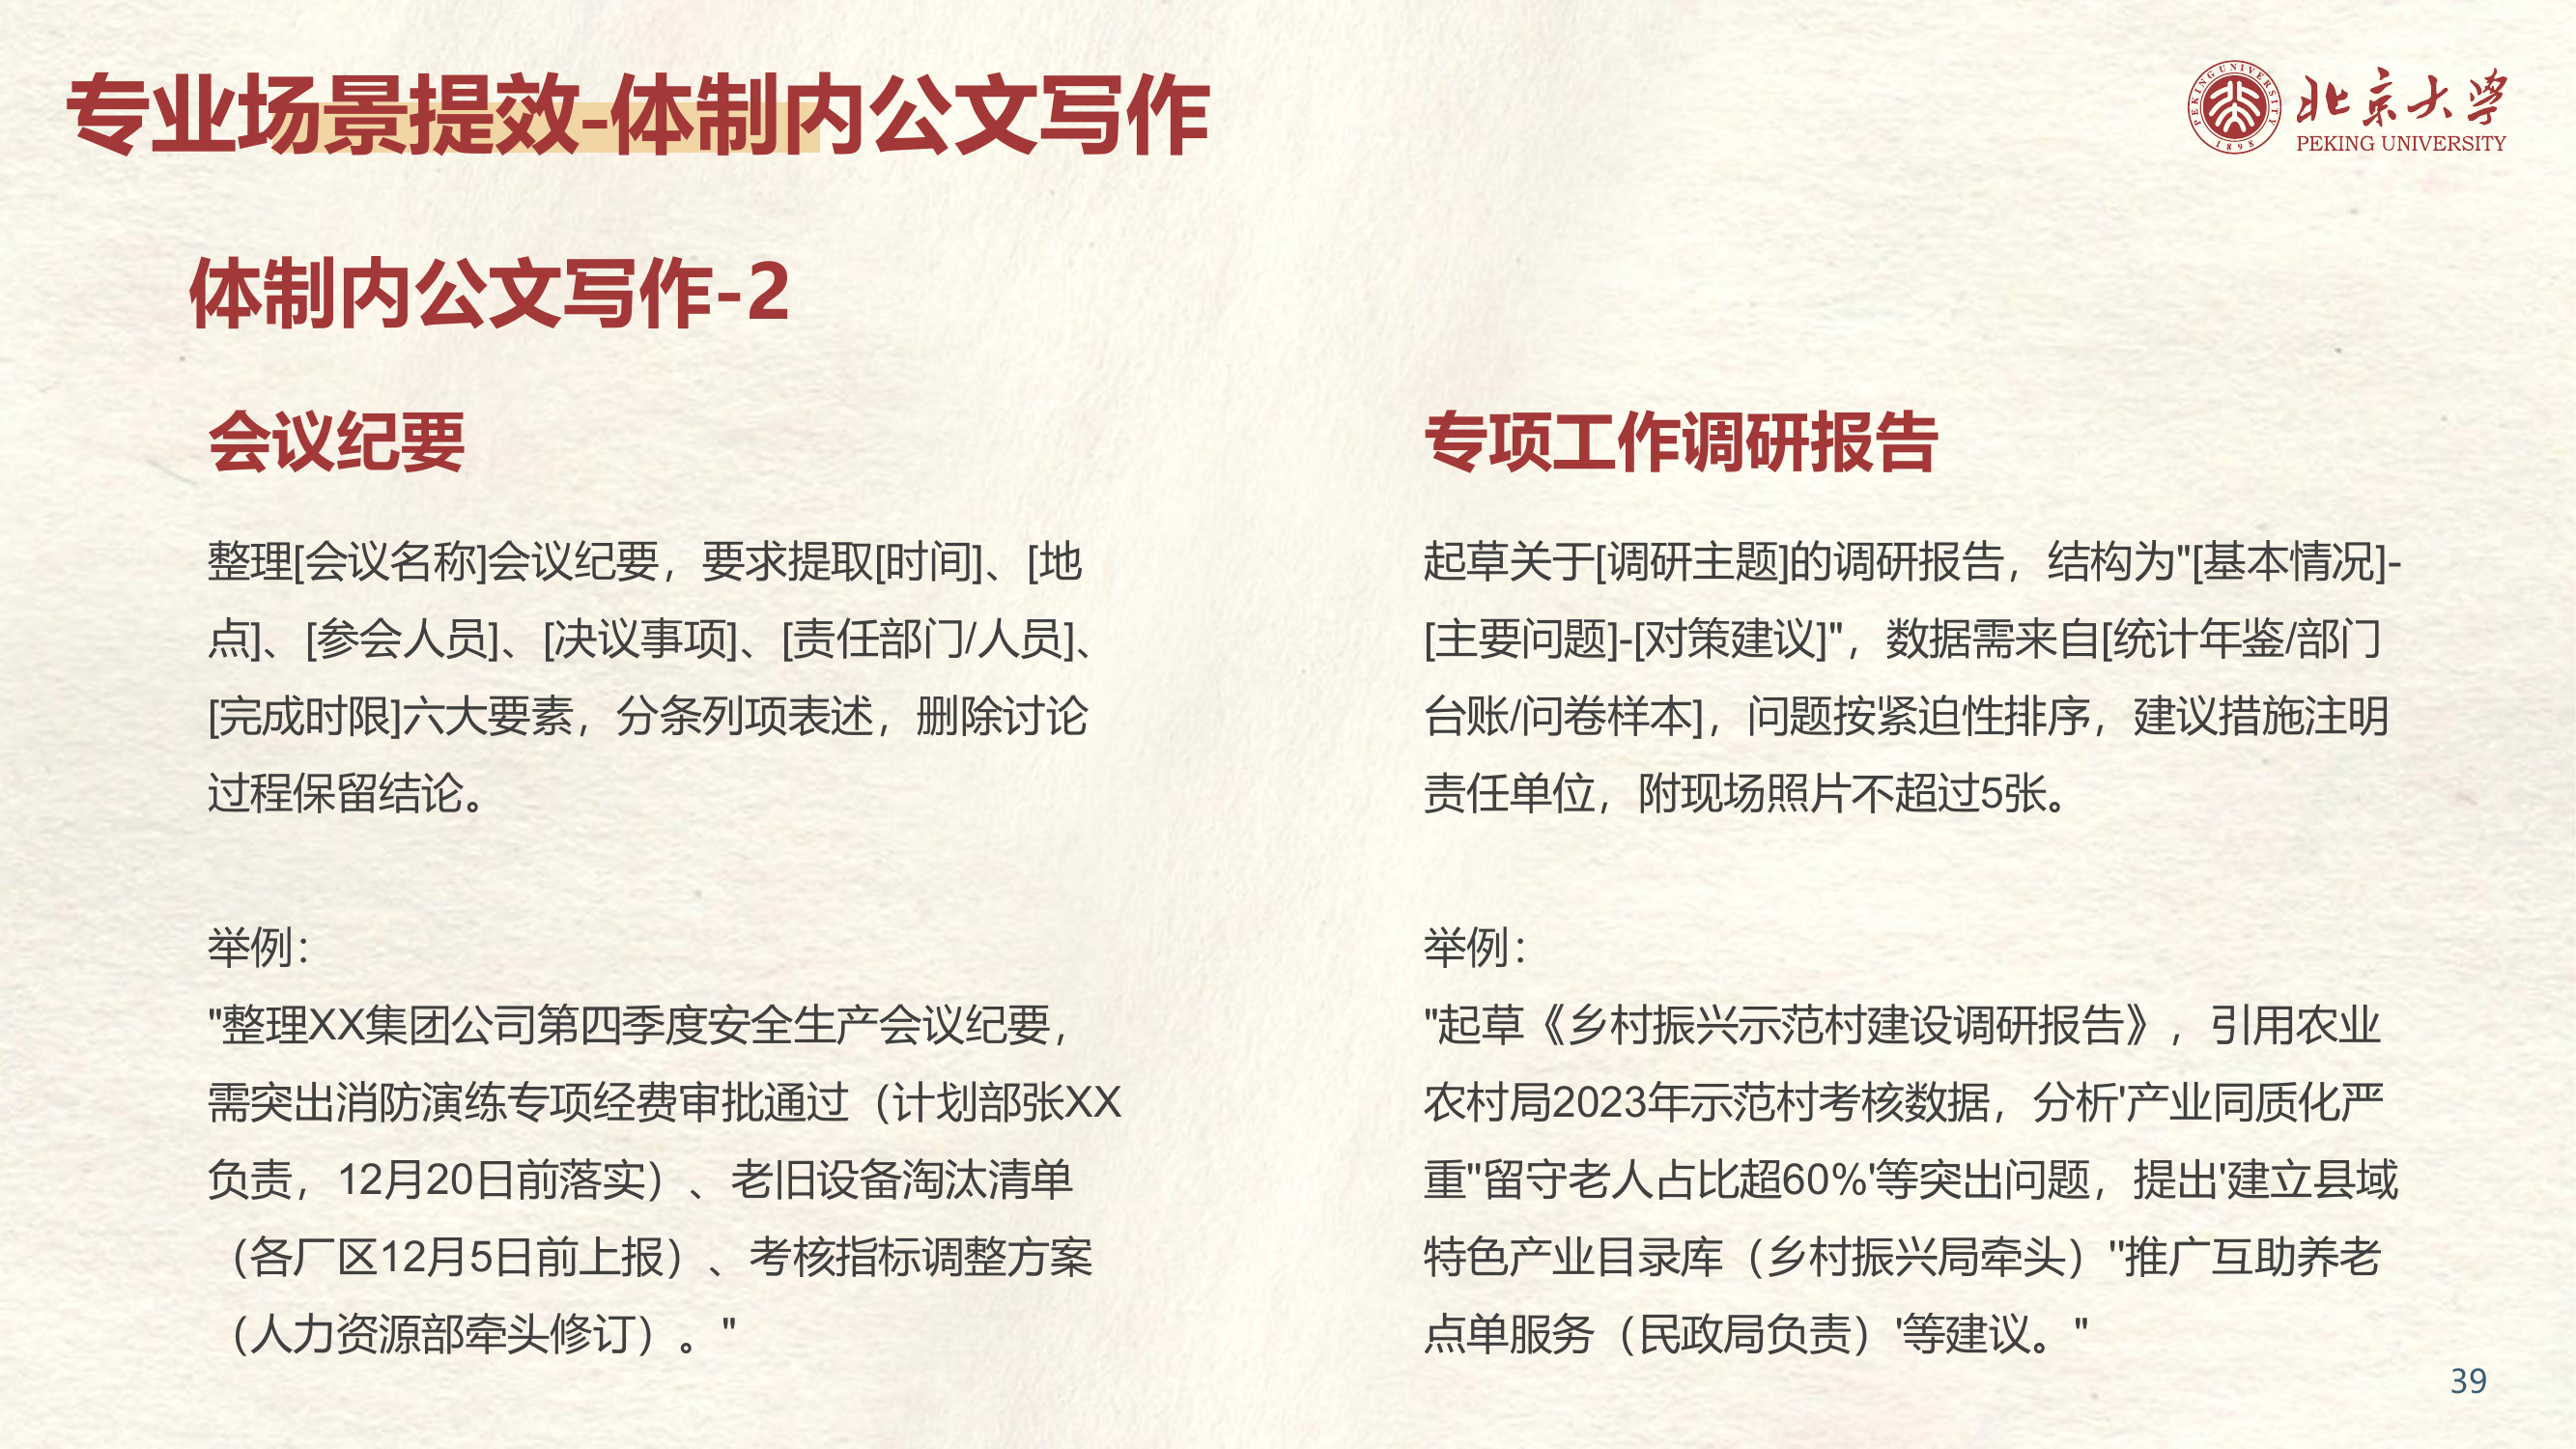 专业场景提效-体制内公文写作
PEKING UNIVERSITY
1898
北京大学
PEKING UNIVERSITY
体制内公文写作-2
会议纪要
整理[会议名称]会议纪要，要求提取[时间]、[地
点]、[参会人员]、[决议事项]、[责任部门/人员]、
[完成时限]六大要素，分条列项表述，删除讨论
过程保留结论。
举例：
"整理XX集团公司第四季度安全生产会议纪要，
需突出消防演练专项经费审批通过（计划部张XX
负责，12月20日前落实）、老旧设备淘汰清单
（各厂区12月5日前上报）、考核指标调整方案
（人力资源部牵头修订）。"
专项工作调研报告
起草关于[调研主题]的调研报告，结构为"[基本情况]-
[主要问题]-[对策建议]"，数据需来自[统计年鉴/部门
台账/问卷样本]，问题按紧迫性排序，建议措施注明
责任单位，附现场照片不超过5张。
举例：
"起草《乡村振兴示范村建设调研报告》，引用农业
农村局2023年示范村考核数据，分析'产业同质化严
重''留守老人占比超60%'等突出问题，提出'建立县域
特色产业目录库（乡村振兴局牵头）''推广互助养老
点单服务（民政局负责）'等建议。"
39